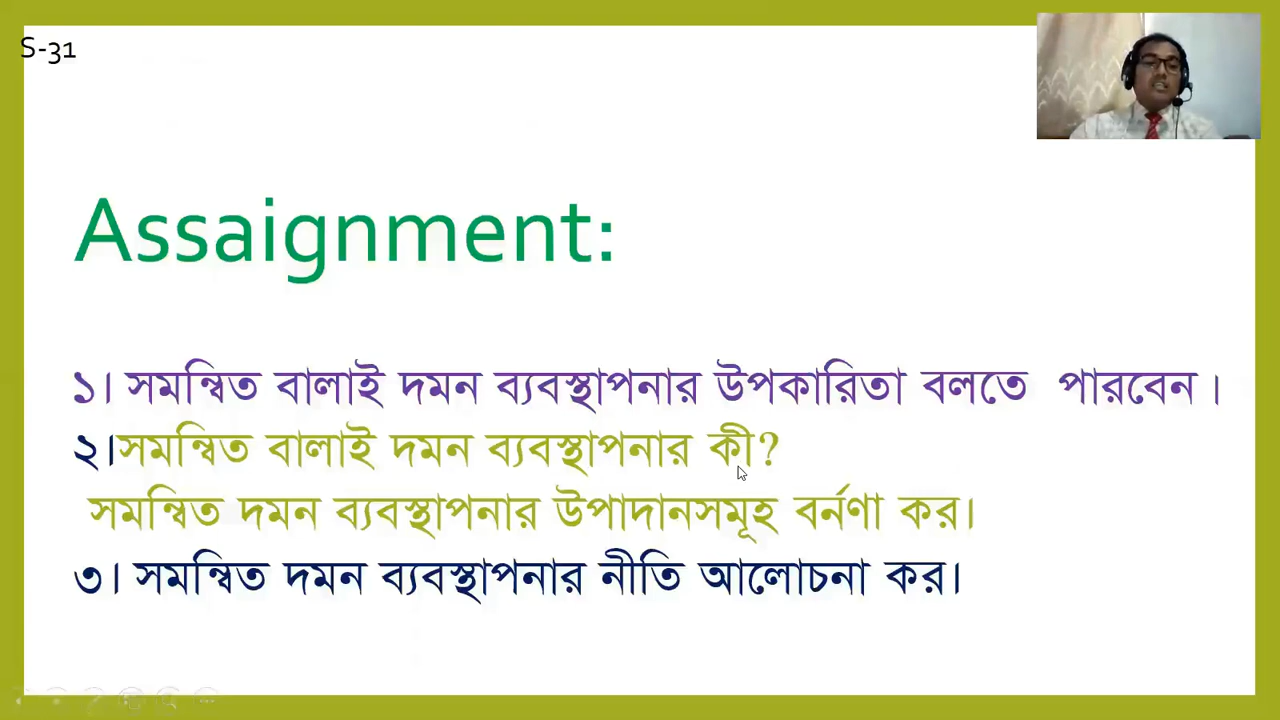 S-31
Assaignment:
১। সমন্বিত বালাই দমন ব্যবস্থাপনার উপকারিতা বলতে পারবেন।
২।সমন্বিত বালাই দমন ব্যবস্থাপনার কী?
সমন্বিত দমন ব্যবস্থাপনার উপাদানসমূহ বর্নণা কর।
৩। সমন্বিত দমন ব্যবস্থাপনার নীতি আলোচনা কর।